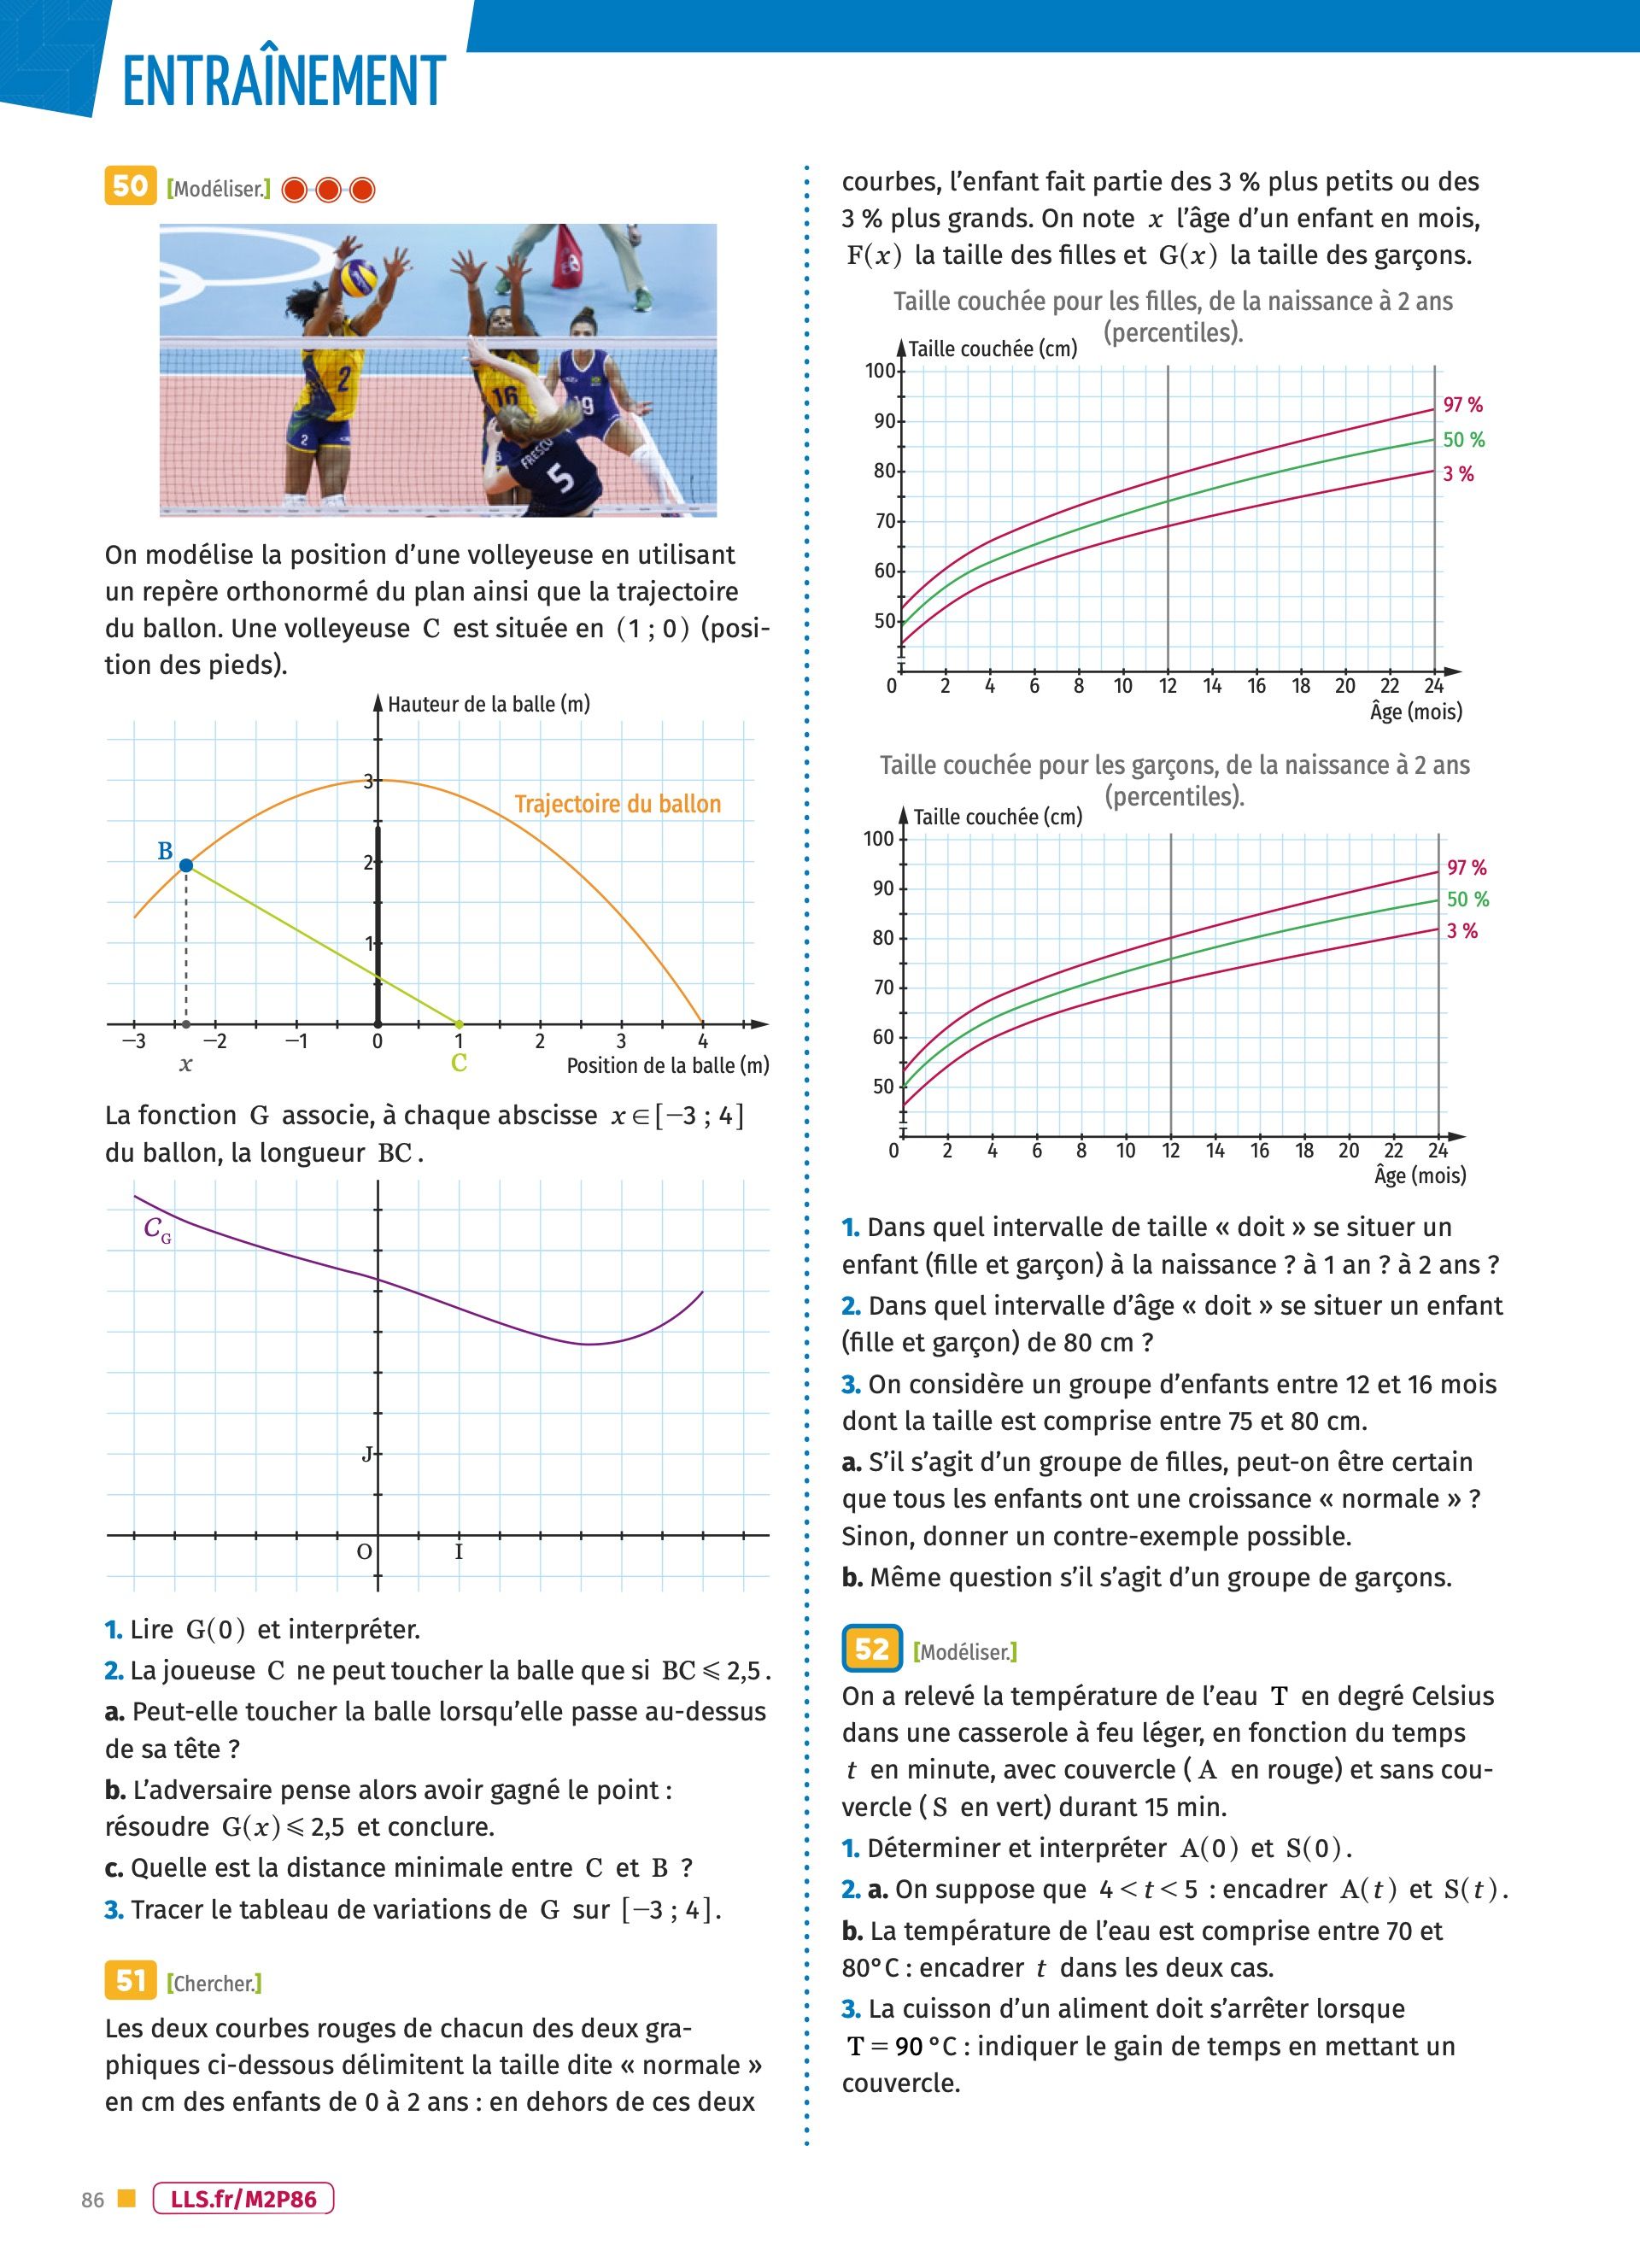 ENTRAÎNEMENT
50 [Modéliser.]
2
16
2
19
FRESCO
5
On modélise la position d’une volleyeuse en utilisant
un repère orthonormé du plan ainsi que la trajectoire
du ballon. Une volleyeuse C est située en (1 ; 0) (posi-
tion des pieds).
Hauteur de la balle (m)
3
Trajectoire du ballon
B
2
1
−3 −2 −1 0 1 2 3 4
x C Position de la balle (m)
La fonction G associe, à chaque abscisse x ∈ [−3 ; 4]
du ballon, la longueur BC.
C_G
J
O I
1. Lire G(0) et interpréter.
2. La joueuse C ne peut toucher la balle que si BC ⩽ 2,5.
a. Peut-elle toucher la balle lorsqu’elle passe au-dessus
de sa tête ?
b. L’adversaire pense alors avoir gagné le point :
résoudre G(x) ⩽ 2,5 et conclure.
c. Quelle est la distance minimale entre C et B ?
3. Tracer le tableau de variations de G sur [−3 ; 4].
51 [Chercher.]
Les deux courbes rouges de chacun des deux gra-
phiques ci-dessous délimitent la taille dite « normale »
en cm des enfants de 0 à 2 ans : en dehors de ces deux
courbes, l’enfant fait partie des 3 % plus petits ou des
3 % plus grands. On note x l’âge d’un enfant en mois,
F(x) la taille des filles et G(x) la taille des garçons.
Taille couchée pour les filles, de la naissance à 2 ans
(percentiles).
Taille couchée (cm)
100
97 %
90
50 %
80
3 %
70
60
50
0 2 4 6 8 10 12 14 16 18 20 22 24
Âge (mois)
Taille couchée pour les garçons, de la naissance à 2 ans
(percentiles).
Taille couchée (cm)
100
97 %
90
50 %
80
3 %
70
60
50
0 2 4 6 8 10 12 14 16 18 20 22 24
Âge (mois)
1. Dans quel intervalle de taille « doit » se situer un
enfant (fille et garçon) à la naissance ? à 1 an ? à 2 ans ?
2. Dans quel intervalle d’âge « doit » se situer un enfant
(fille et garçon) de 80 cm ?
3. On considère un groupe d’enfants entre 12 et 16 mois
dont la taille est comprise entre 75 et 80 cm.
a. S’il s’agit d’un groupe de filles, peut-on être certain
que tous les enfants ont une croissance « normale » ?
Sinon, donner un contre-exemple possible.
b. Même question s’il s’agit d’un groupe de garçons.
52 [Modéliser.]
On a relevé la température de l’eau T en degré Celsius
dans une casserole à feu léger, en fonction du temps
t en minute, avec couvercle (A en rouge) et sans cou-
vercle (S en vert) durant 15 min.
1. Déterminer et interpréter A(0) et S(0).
2. a. On suppose que 4 < t < 5 : encadrer A(t) et S(t).
b. La température de l’eau est comprise entre 70 et
80°C : encadrer t dans les deux cas.
3. La cuisson d’un aliment doit s’arrêter lorsque
T = 90 °C : indiquer le gain de temps en mettant un
couvercle.
86 LLS.fr/M2P86